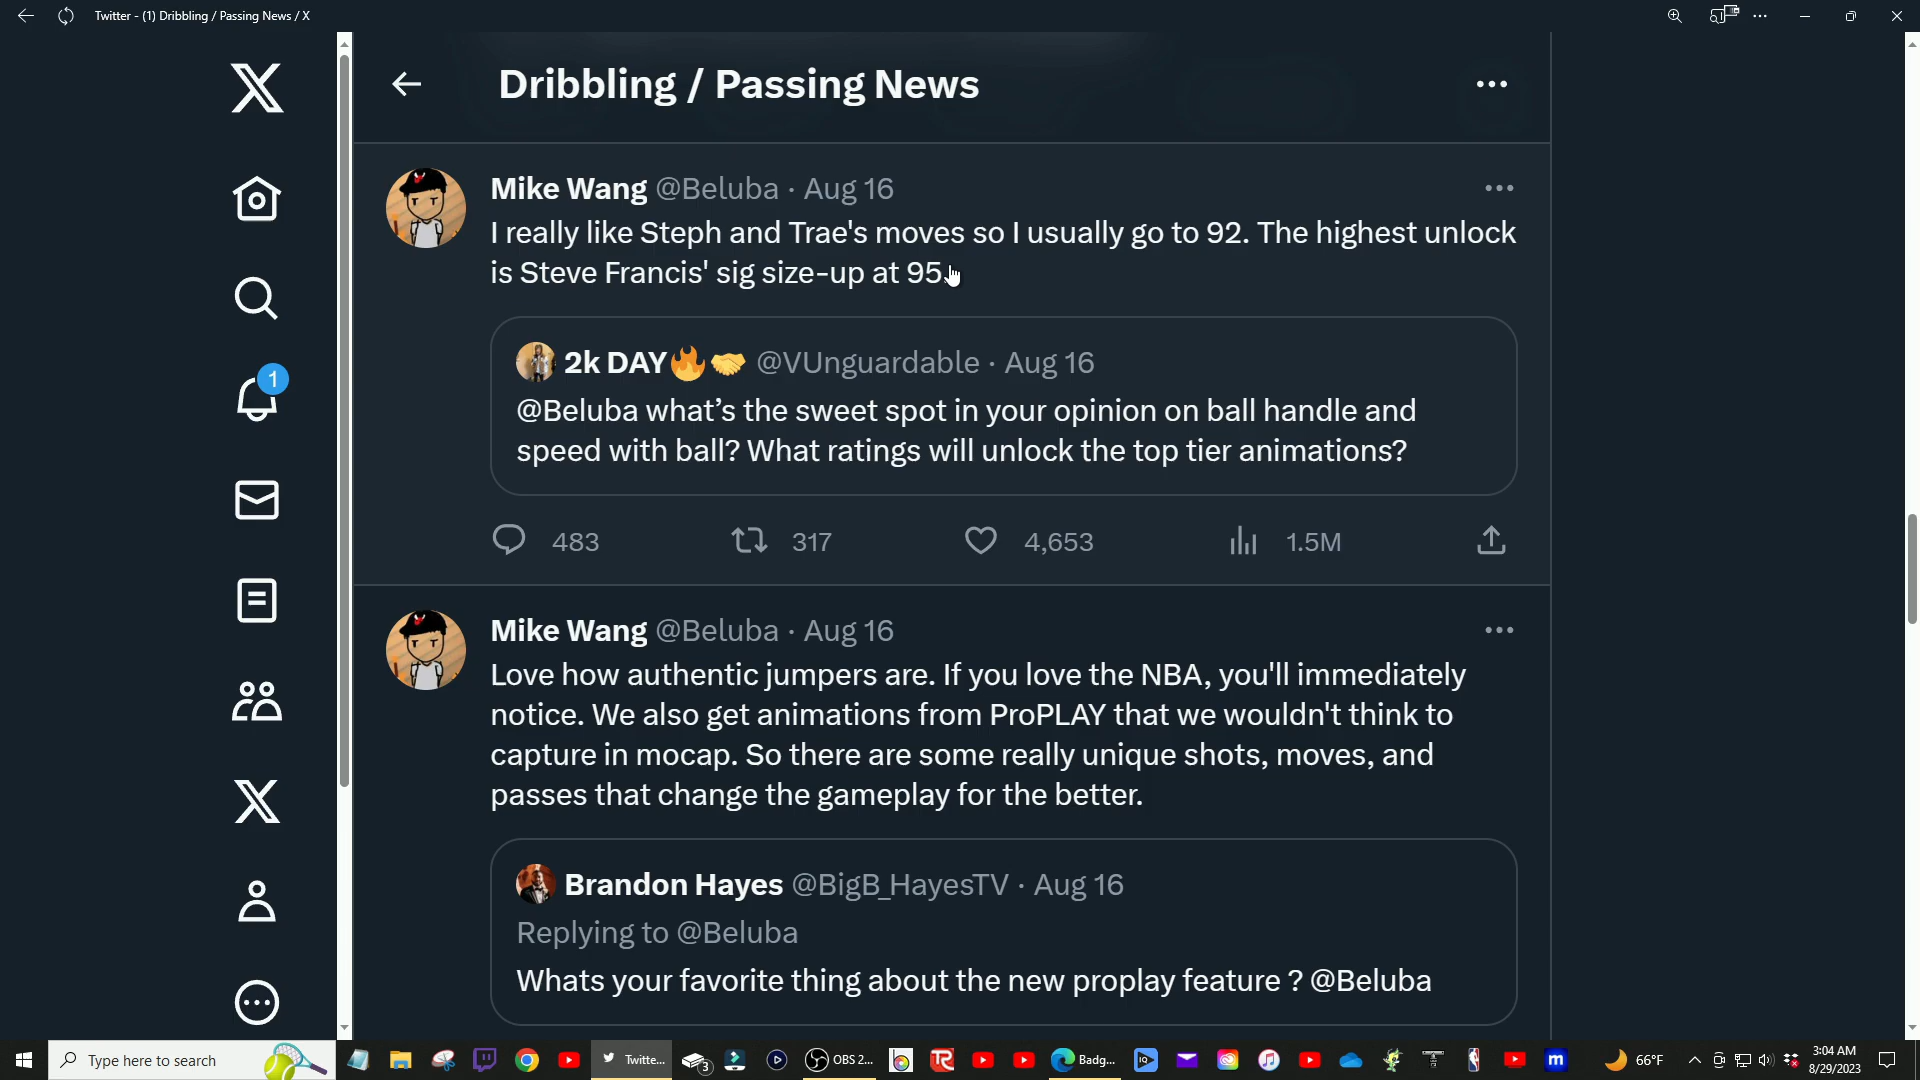 Twitter - (1) Dribbling / Passing News / X
Dribbling / Passing News
Mike Wang @Beluba · Aug 16
I really like Steph and Trae's moves so I usually go to 92. The highest unlock
is Steve Francis' sig size-up at 95.
2k DAY🔥🤝 @VUnguardable · Aug 16
@Beluba what’s the sweet spot in your opinion on ball handle and
speed with ball? What ratings will unlock the top tier animations?
483 317 4,653 1.5M
1
Mike Wang @Beluba · Aug 16
Love how authentic jumpers are. If you love the NBA, you'll immediately
notice. We also get animations from ProPLAY that we wouldn't think to
capture in mocap. So there are some really unique shots, moves, and
passes that change the gameplay for the better.
Brandon Hayes @BigB_HayesTV · Aug 16
Replying to @Beluba
Whats your favorite thing about the new proplay feature ? @Beluba
Type here to search
Twitte...
3
OBS 2...
Badg...
66°F
3:04 AM
8/29/2023